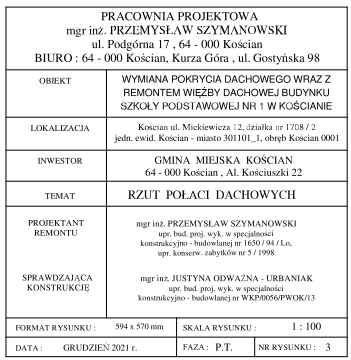 PRACOWNIA PROJEKTOWA
mgr inż. PRZEMYSŁAW SZYMANOWSKI
ul. Podgórna 17 , 64 - 000 Kościan
BIURO : 64 - 000 Kościan, Kurza Góra , ul. Gostyńska 98
OBIEKT
WYMIANA POKRYCIA DACHOWEGO WRAZ Z
REMONTEM WIĘŹBY DACHOWEJ BUDYNKU
SZKOŁY PODSTAWOWEJ NR 1 W KOŚCIANIE
LOKALIZACJA
Kościan ul. Mickiewicza 12, działka nr 1708 / 2
jedn. ewid. Kościan - miasto 301101_1, obręb Kościan 0001
INWESTOR
GMINA MIEJSKA KOŚCIAN
64 - 000 Kościan , Al. Kościuszki 22
TEMAT
RZUT POŁACI DACHOWYCH
PROJEKTANT
REMONTU
mgr inż. PRZEMYSŁAW SZYMANOWSKI
upr. bud. proj. wyk. w specjalności
konstrukcyjno - budowlanej nr 1650 / 94 / Lo,
upr. konserw. zabytków nr 5 / 1998
SPRAWDZAJĄCA
KONSTRUKCJĘ
mgr inż. JUSTYNA ODWAŻNA - URBANIAK
upr. bud. proj. wyk. w specjalności
konstrukcyjno - budowlanej nr WKP/0056/PWOK/13
FORMAT RYSUNKU : 594 x 570 mm SKALA RYSUNKU : 1 : 100
DATA : GRUDZIEŃ 2021 r. FAZA : P.T. NR RYSUNKU : 3